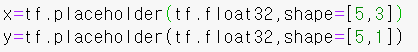 x=tf.placeholder(tf.float32,shape=[5,3])
y=tf.placeholder(tf.float32,shape=[5,1])